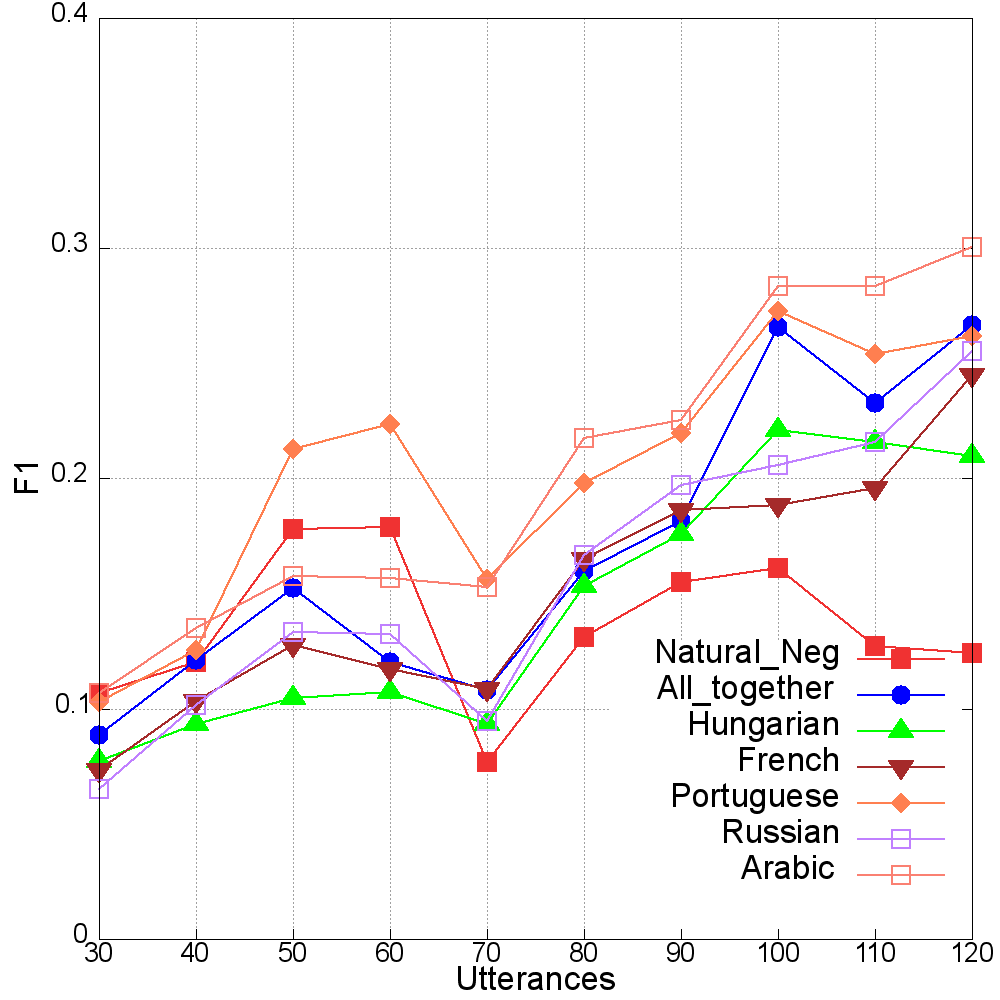 0.4
0.3
0.2
0.1
0
F1
Natural_Neg
All_together
Hungarian
French
Portuguese
Russian
Arabic
30 40 50 60 70 80 90 100 110 120
Utterances